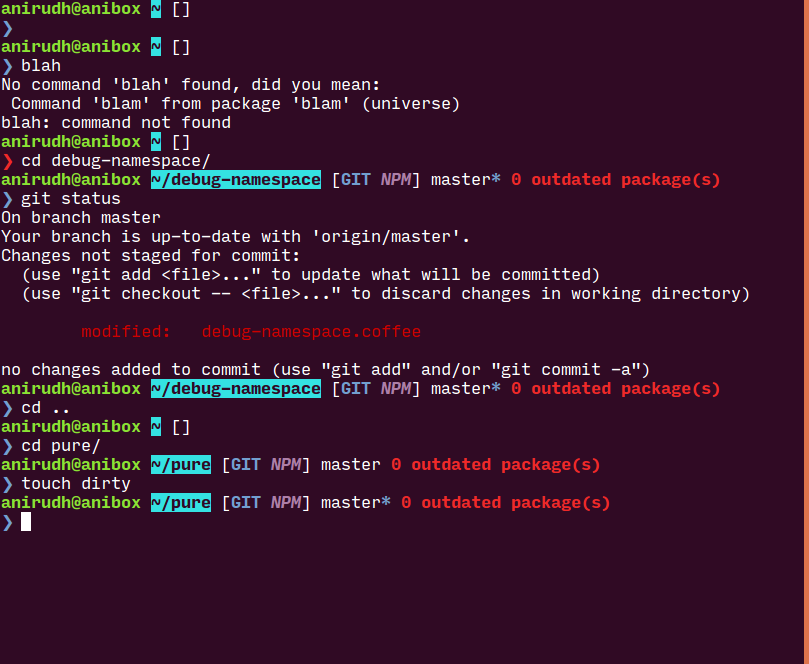 anirudh@anibox ~ []
❯
anirudh@anibox ~ []
❯ blah
No command 'blah' found, did you mean:
 Command 'blam' from package 'blam' (universe)
blah: command not found
anirudh@anibox ~ []
❯ cd debug-namespace/
anirudh@anibox ~/debug-namespace [GIT NPM] master* 0 outdated package(s)
❯ git status
On branch master
Your branch is up-to-date with 'origin/master'.
Changes not staged for commit:
  (use "git add <file>..." to update what will be committed)
  (use "git checkout -- <file>..." to discard changes in working directory)
        modified:   debug-namespace.coffee
no changes added to commit (use "git add" and/or "git commit -a")
anirudh@anibox ~/debug-namespace [GIT NPM] master* 0 outdated package(s)
❯ cd ..
anirudh@anibox ~ []
❯ cd pure/
anirudh@anibox ~/pure [GIT NPM] master 0 outdated package(s)
❯ touch dirty
anirudh@anibox ~/pure [GIT NPM] master* 0 outdated package(s)
❯